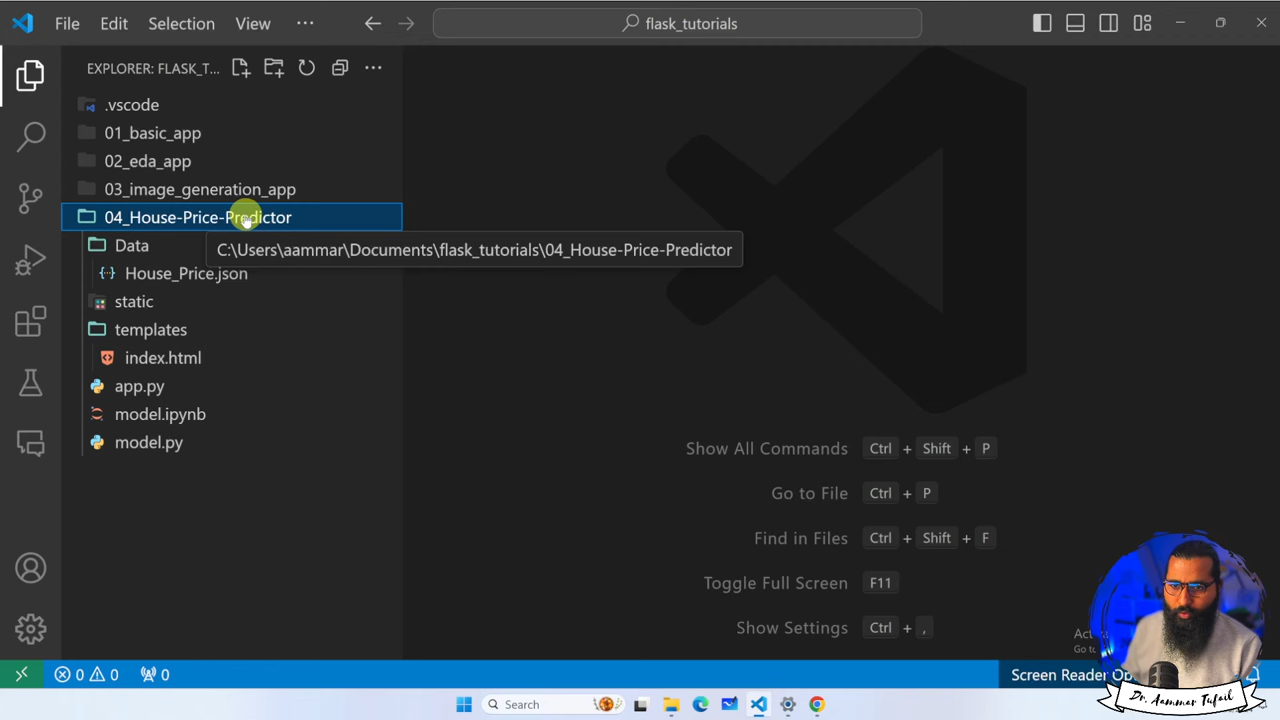 File Edit Selection View ··· flask_tutorials
EXPLORER: FLASK_T...
.vscode
01_basic_app
02_eda_app
03_image_generation_app
04_House-Price-Predictor
Data
C:\Users\aammar\Documents\flask_tutorials\04_House-Price-Predictor
House_Price.json
static
templates
index.html
app.py
model.ipynb
model.py
Show All Commands Ctrl + Shift + P
Go to File Ctrl + P
Find in Files Ctrl + Shift + F
Toggle Full Screen F11
Show Settings Ctrl + ,
Go to
0 0 0
Screen Reader
Search
Dr. Aammar Tufail